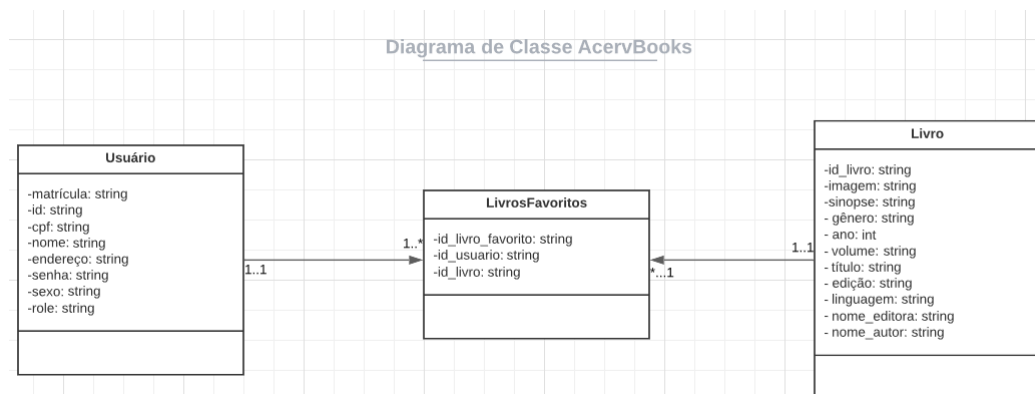 Diagrama de Classe AcervBooks
Usuário
-matrícula: string
-id: string
-cpf: string
-nome: string
-endereço: string
-senha: string
-sexo: string
-role: string
1..1
1..*
LivrosFavoritos
-id_livro_favorito: string
-id_usuario: string
-id_livro: string
*...1
1..1
Livro
-id_livro: string
-imagem: string
-sinopse: string
- gênero: string
- ano: int
- volume: string
- título: string
- edição: string
- linguagem: string
- nome_editora: string
- nome_autor: string